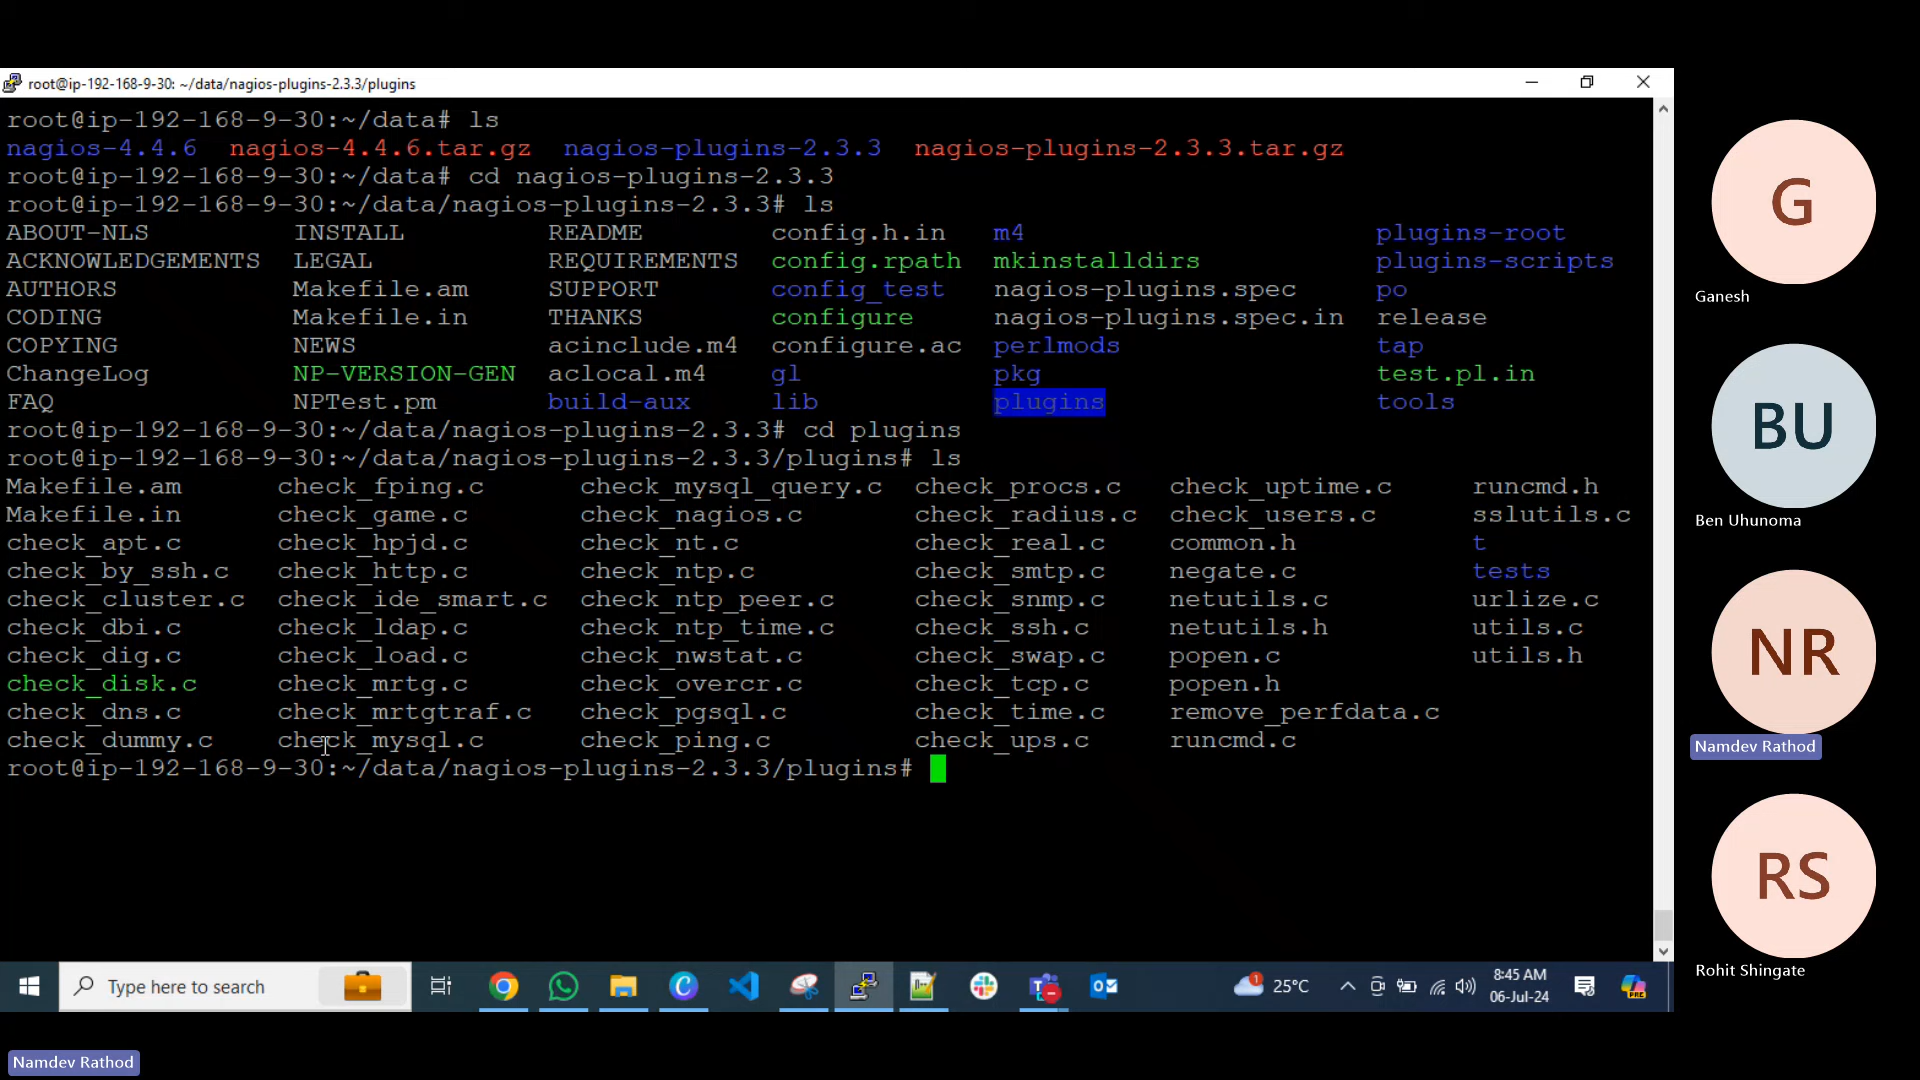 root@ip-192-168-9-30: ~/data/nagios-plugins-2.3.3/plugins
root@ip-192-168-9-30:~/data# ls
nagios-4.4.6 nagios-4.4.6.tar.gz nagios-plugins-2.3.3 nagios-plugins-2.3.3.tar.gz
root@ip-192-168-9-30:~/data# cd nagios-plugins-2.3.3
root@ip-192-168-9-30:~/data/nagios-plugins-2.3.3# ls
ABOUT-NLS INSTALL README config.h.in m4 plugins-root
ACKNOWLEDGEMENTS LEGAL REQUIREMENTS config.rpath mkinstalldirs plugins-scripts
AUTHORS Makefile.am SUPPORT config_test nagios-plugins.spec po
CODING Makefile.in THANKS configure nagios-plugins.spec.in release
COPYING NEWS acinclude.m4 configure.ac perlmods tap
ChangeLog NP-VERSION-GEN aclocal.m4 gl pkg test.pl.in
FAQ NPTest.pm build-aux lib plugins tools
root@ip-192-168-9-30:~/data/nagios-plugins-2.3.3# cd plugins
root@ip-192-168-9-30:~/data/nagios-plugins-2.3.3/plugins# ls
Makefile.am check_fping.c check_mysql_query.c check_procs.c check_uptime.c runcmd.h
Makefile.in check_game.c check_nagios.c check_radius.c check_users.c sslutils.c
check_apt.c check_hpjd.c check_nt.c check_real.c common.h t
check_by_ssh.c check_http.c check_ntp.c check_smtp.c negate.c tests
check_cluster.c check_ide_smart.c check_ntp_peer.c check_snmp.c netutils.c urlize.c
check_dbi.c check_ldap.c check_ntp_time.c check_ssh.c netutils.h utils.c
check_dig.c check_load.c check_nwstat.c check_swap.c popen.c utils.h
check_disk.c check_mrtg.c check_overcr.c check_tcp.c popen.h
check_dns.c check_mrtgtraf.c check_pgsql.c check_time.c remove_perfdata.c
check_dummy.c check_mysql.c check_ping.c check_ups.c runcmd.c
root@ip-192-168-9-30:~/data/nagios-plugins-2.3.3/plugins#
Type here to search
25°C
8:45 AM
06-Jul-24
G
Ganesh
BU
Ben Uhunoma
NR
Namdev Rathod
RS
Rohit Shingate
Namdev Rathod